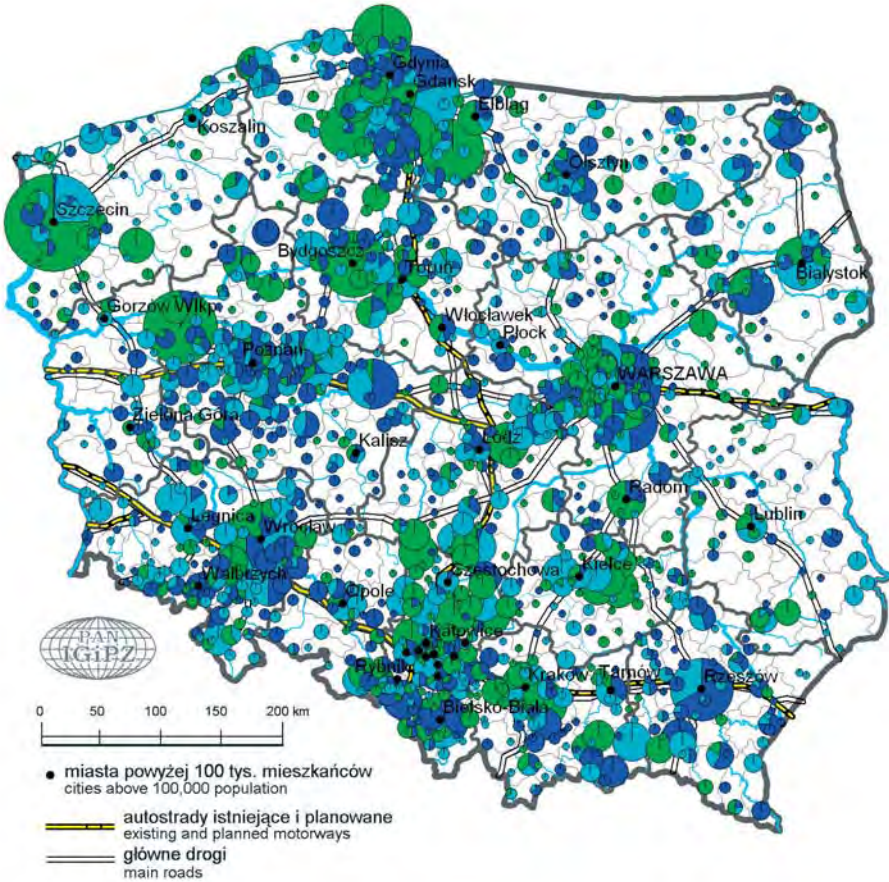 Gdynia
Gdańsk
Elbląg
Koszalin
Olsztyn
Szczecin
Bydgoszcz
Toruń
Białystok
Gorzów Wlkp.
Włocławek
Płock
Poznań
WARSZAWA
Zielona Góra
Kalisz
Łódź
Radom
Lublin
Legnica
Wrocław
Wałbrzych
Opole
Częstochowa
Kielce
Katowice
Rybnik
Kraków
Tarnów
Rzeszów
Bielsko-Biała
PAN
IGiPZ
0 50 100 150 200 km
miasta powyżej 100 tys. mieszkańców
cities above 100,000 population
autostrady istniejące i planowane
existing and planned motorways
główne drogi
main roads